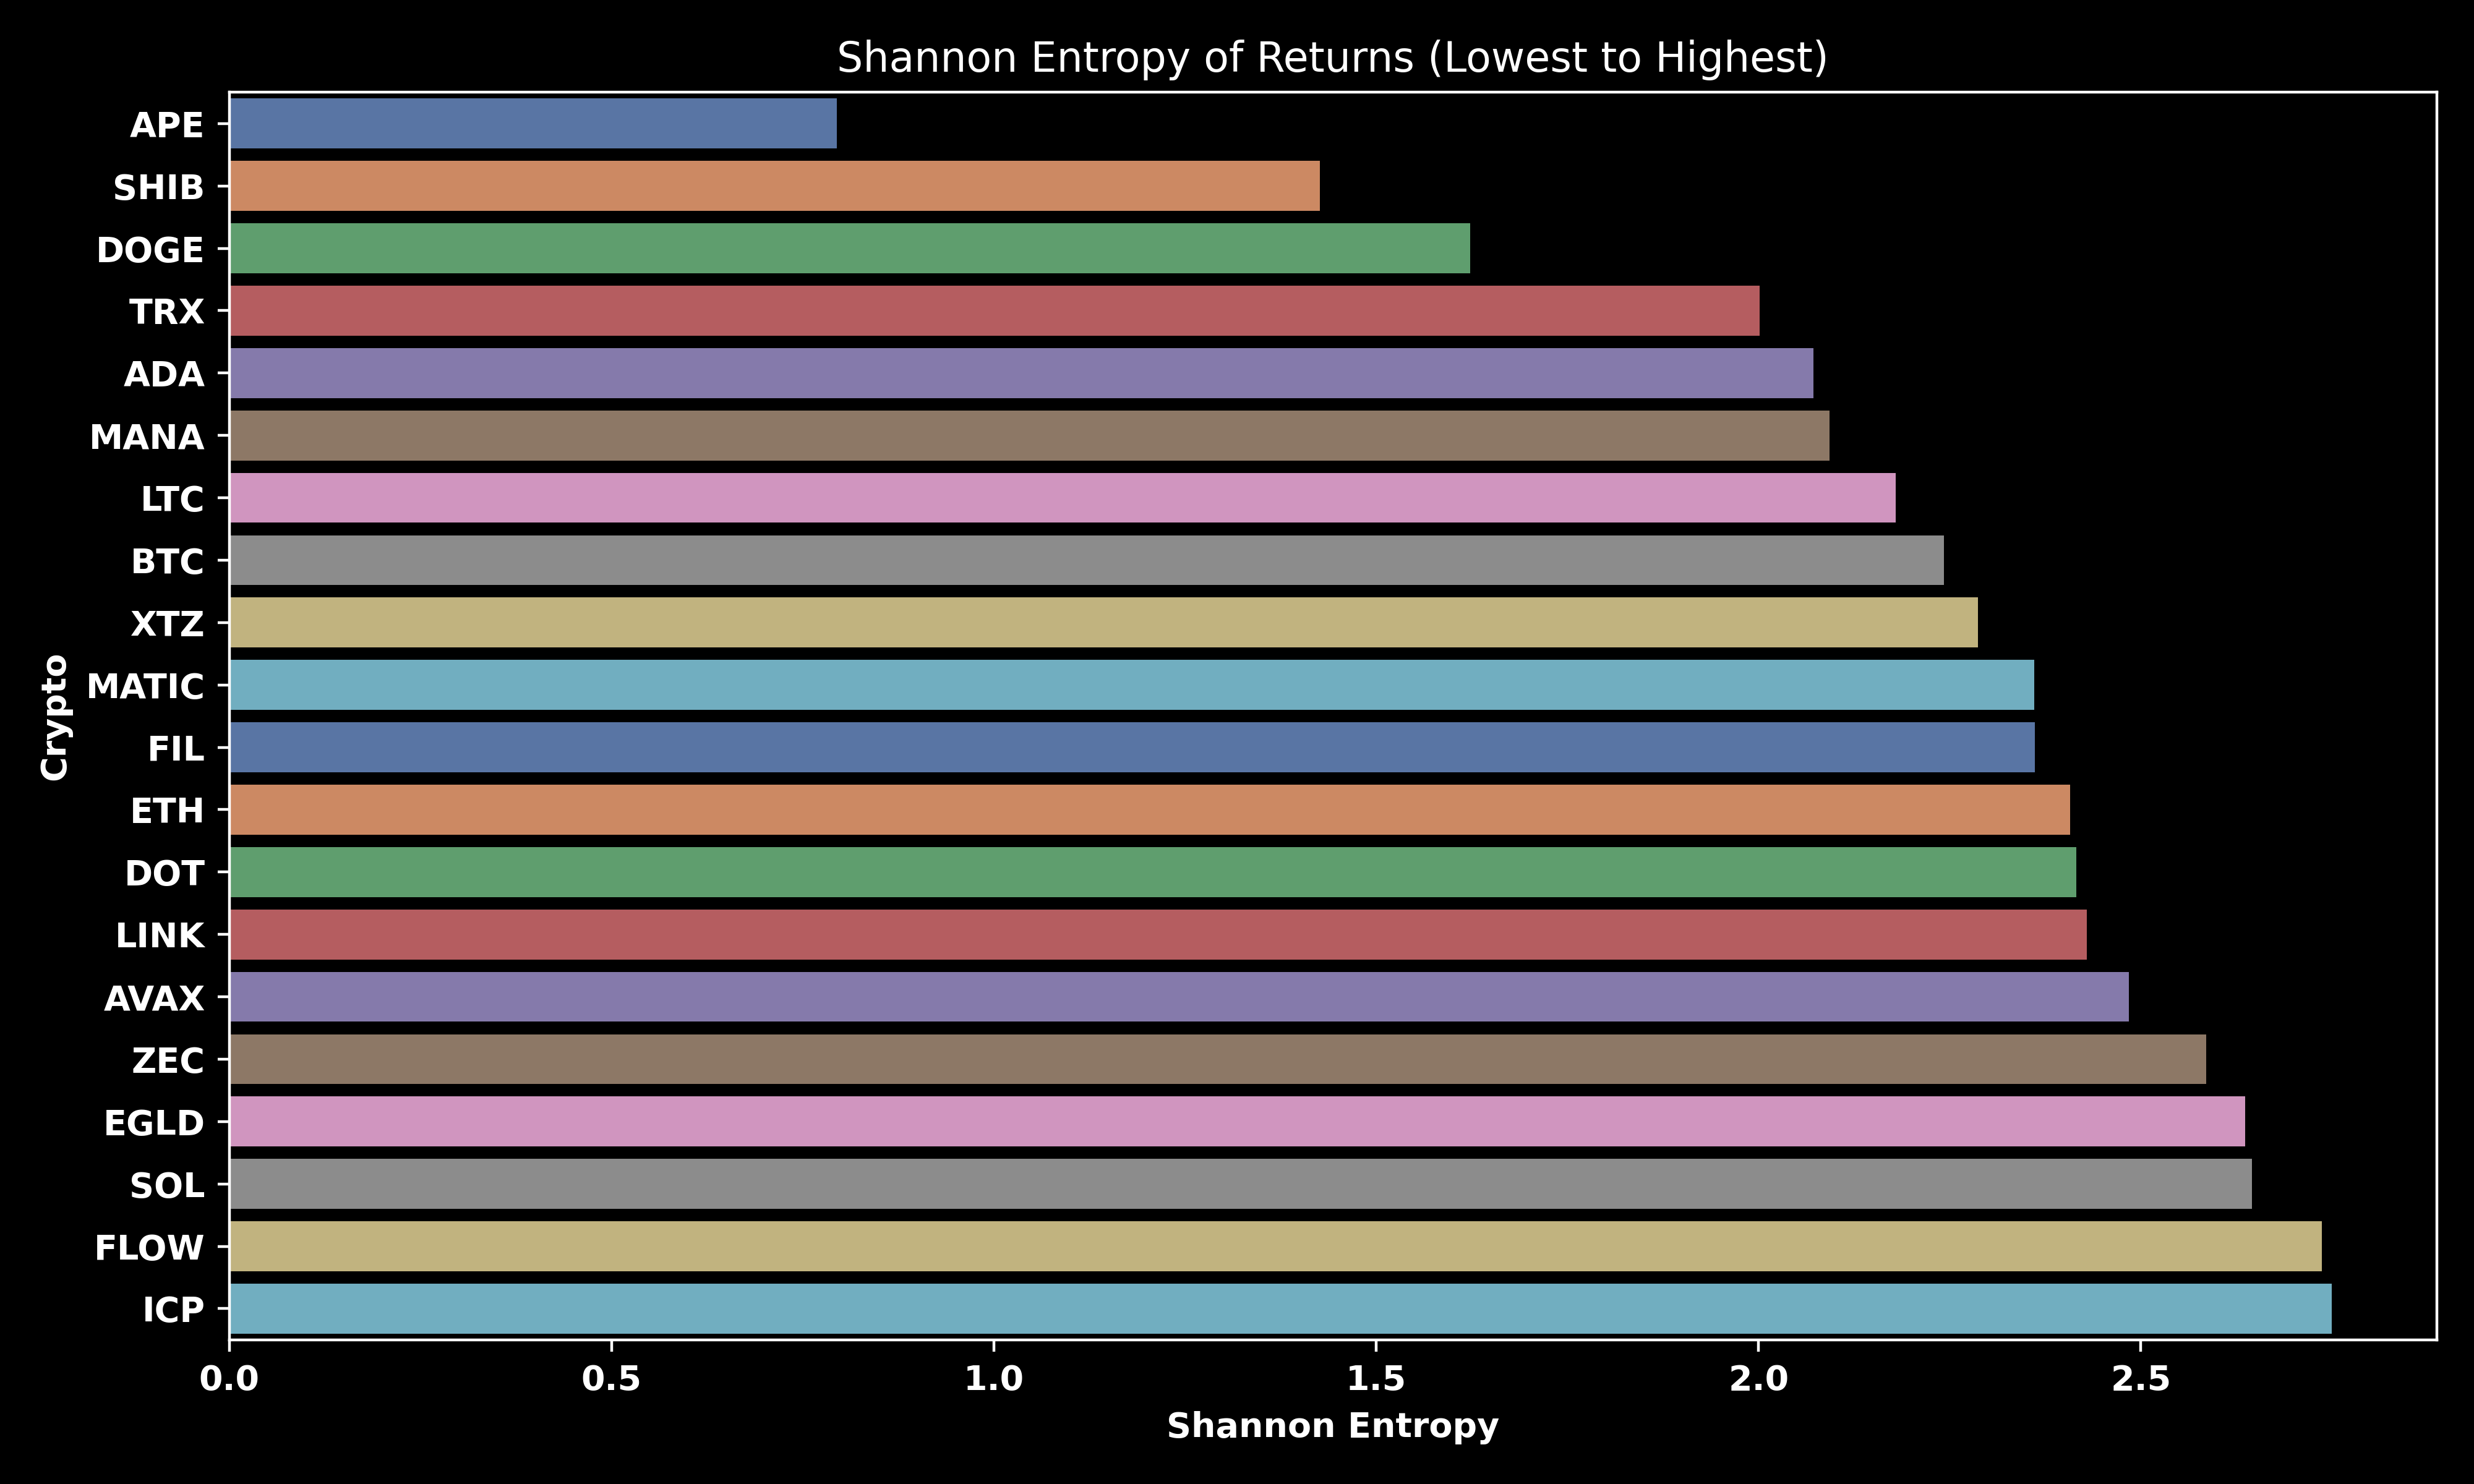 Shannon Entropy of Returns (Lowest to Highest)
APE
SHIB
DOGE
TRX
ADA
MANA
LTC
BTC
XTZ
MATIC
FIL
ETH
DOT
LINK
AVAX
ZEC
EGLD
SOL
FLOW
ICP
Crypto
0.0 0.5 1.0 1.5 2.0 2.5
Shannon Entropy